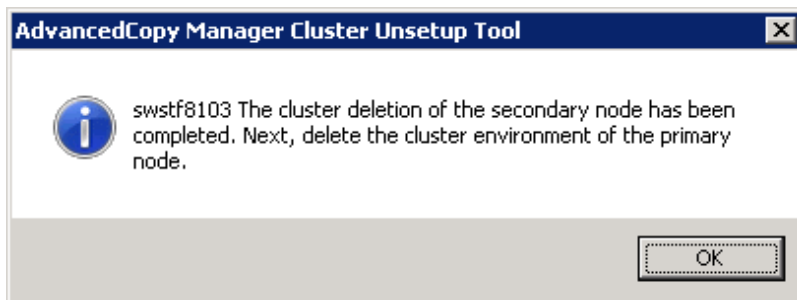 AdvancedCopy Manager Cluster Unsetup Tool
swstf8103 The cluster deletion of the secondary node has been
completed. Next, delete the cluster environment of the primary
node.
OK